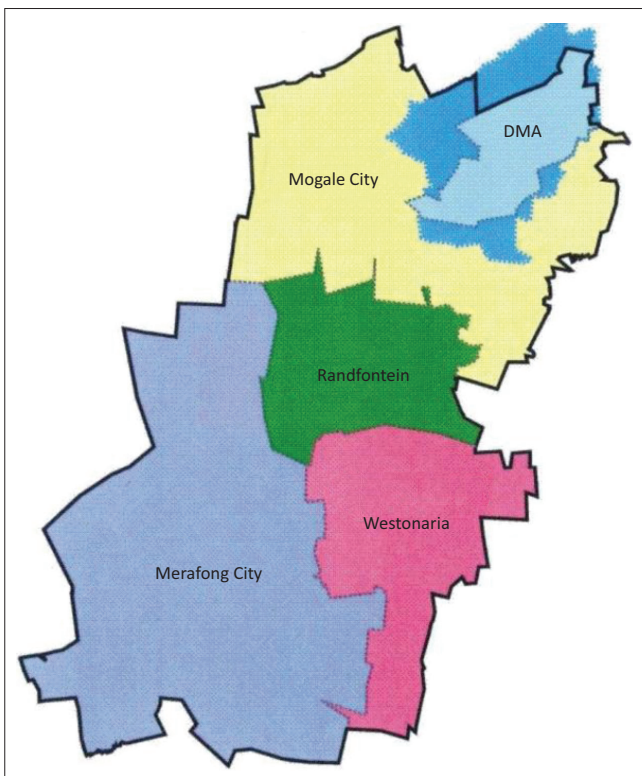 DMA
Mogale City
Randfontein
Westonaria
Merafong City